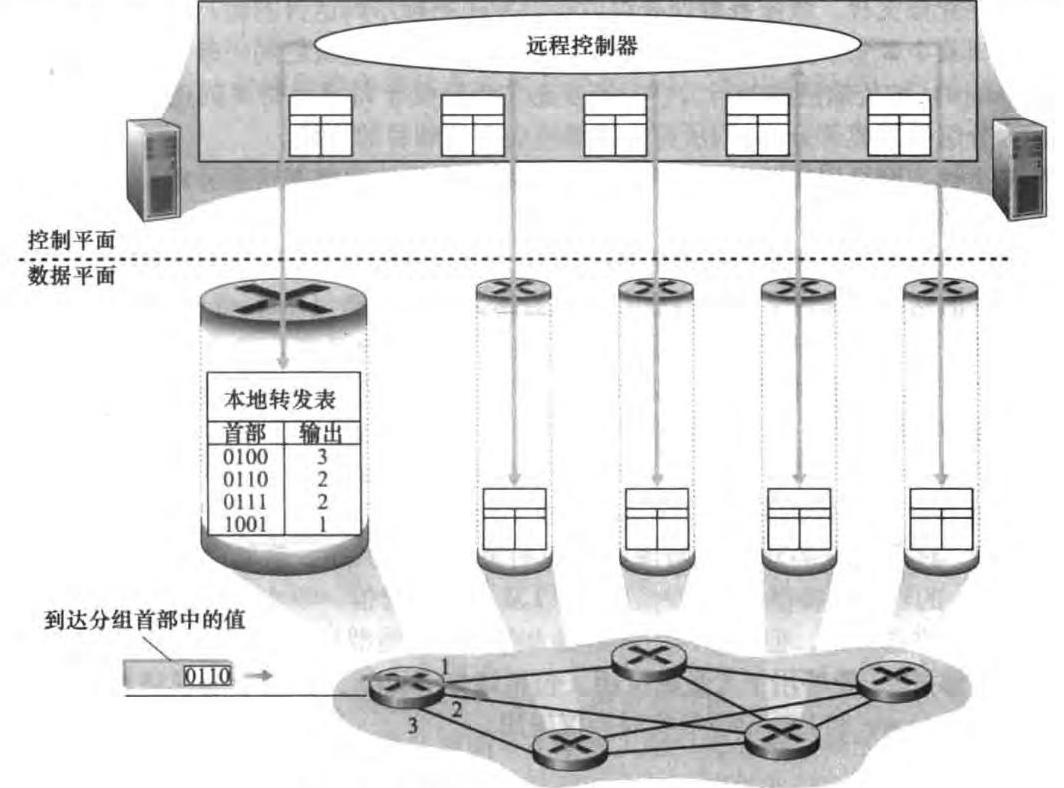 远程控制器
控制平面
数据平面
本地转发表
首部 输出
0100 3
0110 2
0111 2
1001 1
到达分组首部中的值
0110
1
2
3